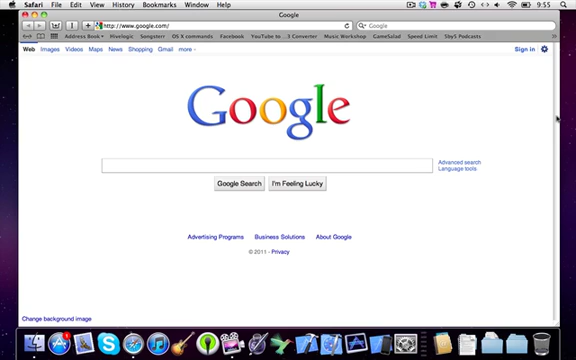 Safari File Edit View History Bookmarks Window Help 9:55
Google
http://www.google.com/ Google
Address Book Hivelogic Songsterr OS X commands Facebook YouTube to ...3 Converter Music Workshop GameSalad Speed Limit 5by5 Podcasts
Web Images Videos Maps News Shopping Gmail more Sign in
Google
Advanced search
Language tools
Google Search I'm Feeling Lucky
Advertising Programs Business Solutions About Google
© 2011 - Privacy
Change background image